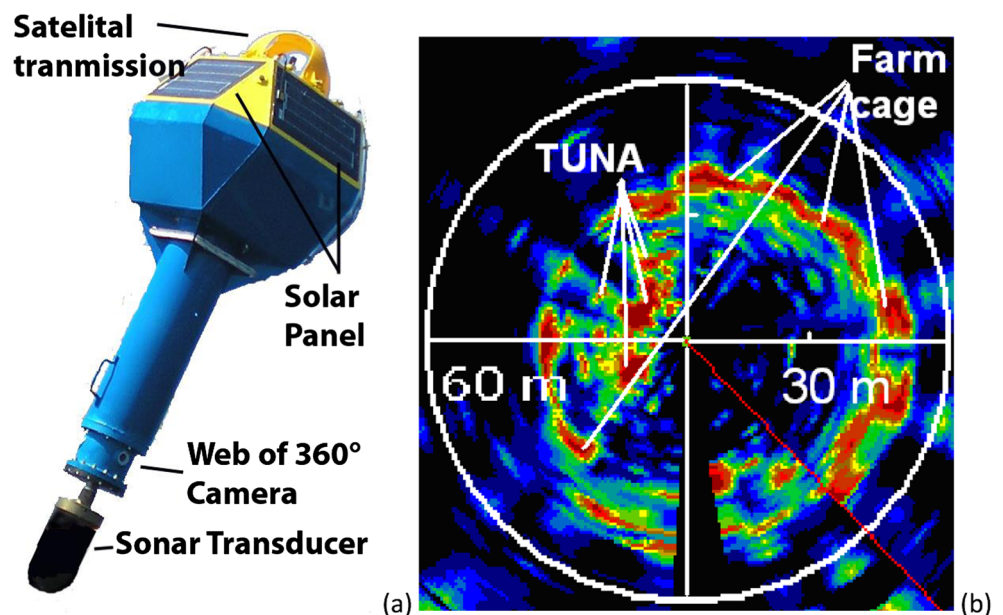 Satelital
tranmission
Solar
Panel
Web of 360°
Camera
Sonar Transducer
(a)
Farm
cage
TUNA
60 m
30 m
(b)